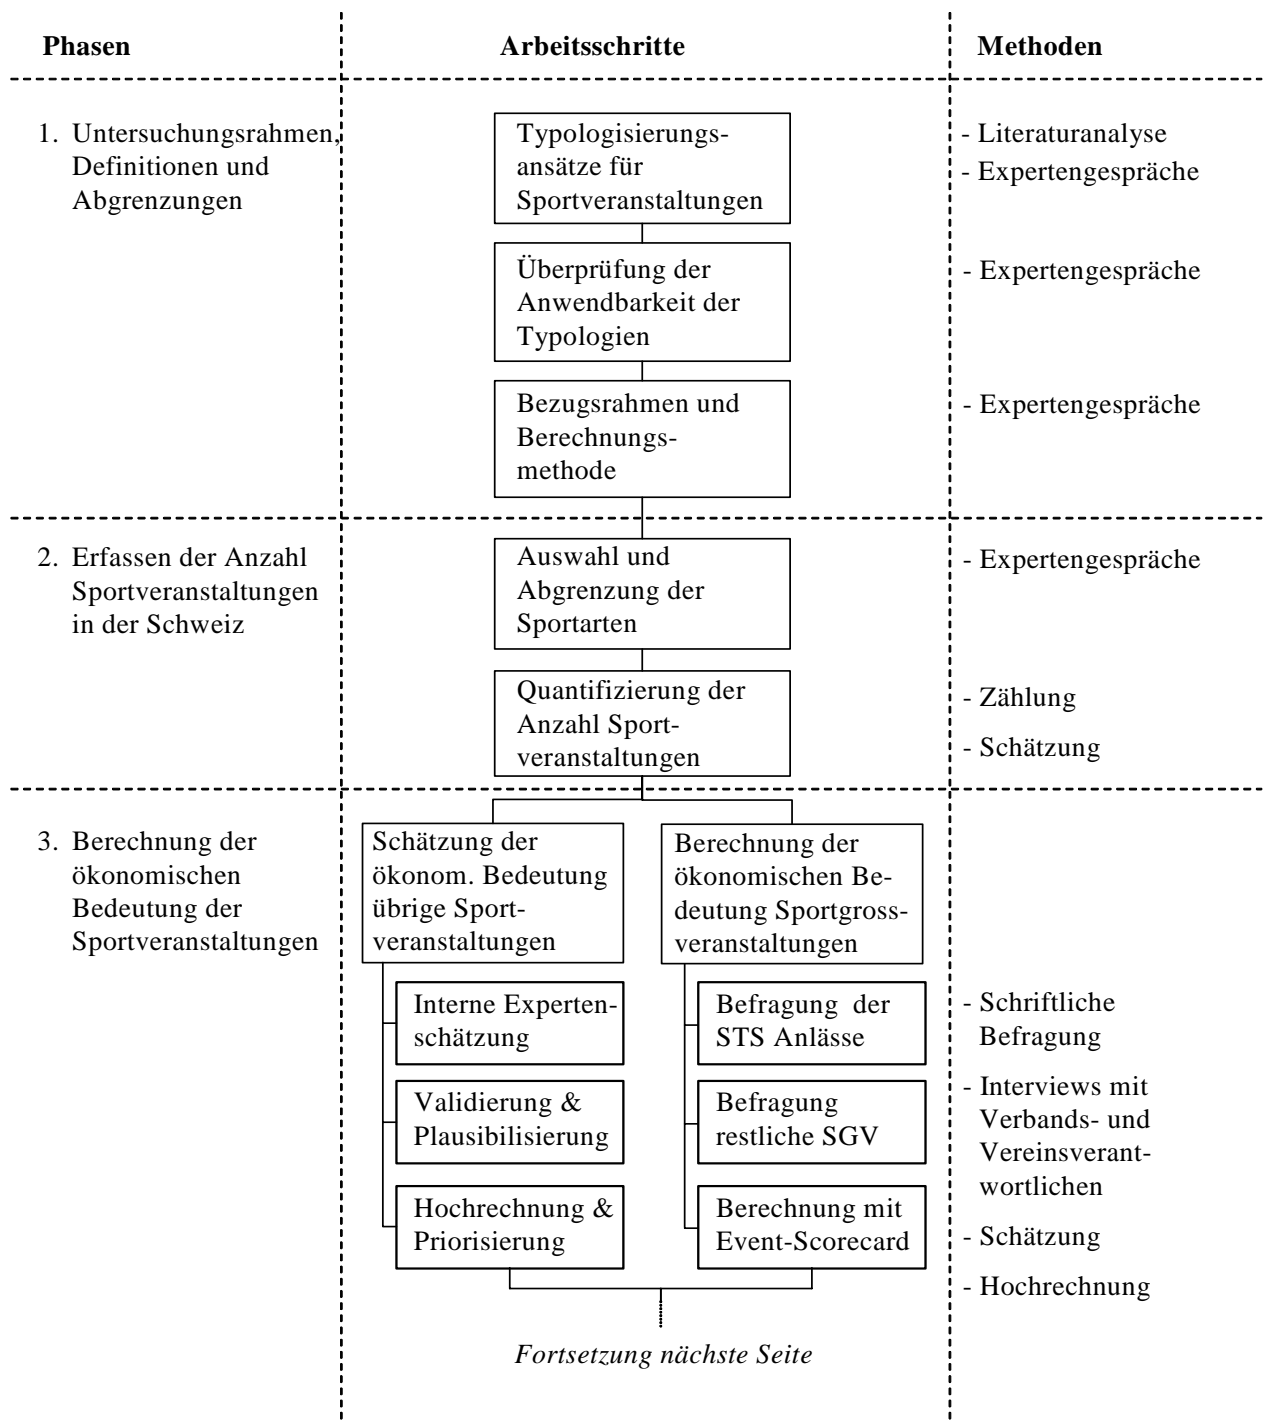 Phasen
Arbeitsschritte
Methoden
1. Untersuchungsrahmen,
Definitionen und
Abgrenzungen
Typologisierungs-
ansätze für
Sportveranstaltungen
- Literaturanalyse
- Expertengespräche
Überprüfung der
Anwendbarkeit der
Typologien
- Expertengespräche
Bezugsrahmen und
Berechnungs-
methode
- Expertengespräche
2. Erfassen der Anzahl
Sportveranstaltungen
in der Schweiz
Auswahl und
Abgrenzung der
Sportarten
- Expertengespräche
Quantifizierung der
Anzahl Sport-
veranstaltungen
- Zählung
- Schätzung
3. Berechnung der
ökonomischen
Bedeutung der
Sportveranstaltungen
Schätzung der
ökonom. Bedeutung
übrige Sport-
veranstaltungen
Berechnung der
ökonomischen Be-
deutung Sportgross-
veranstaltungen
Interne Experten-
schätzung
Validierung &
Plausibilisierung
Hochrechnung &
Priorisierung
Befragung der
STS Anlässe
Befragung
restliche SGV
Berechnung mit
Event-Scorecard
- Schriftliche
Befragung
- Interviews mit
Verbands- und
Vereinsverant-
wortlichen
- Schätzung
- Hochrechnung
Fortsetzung nächste Seite